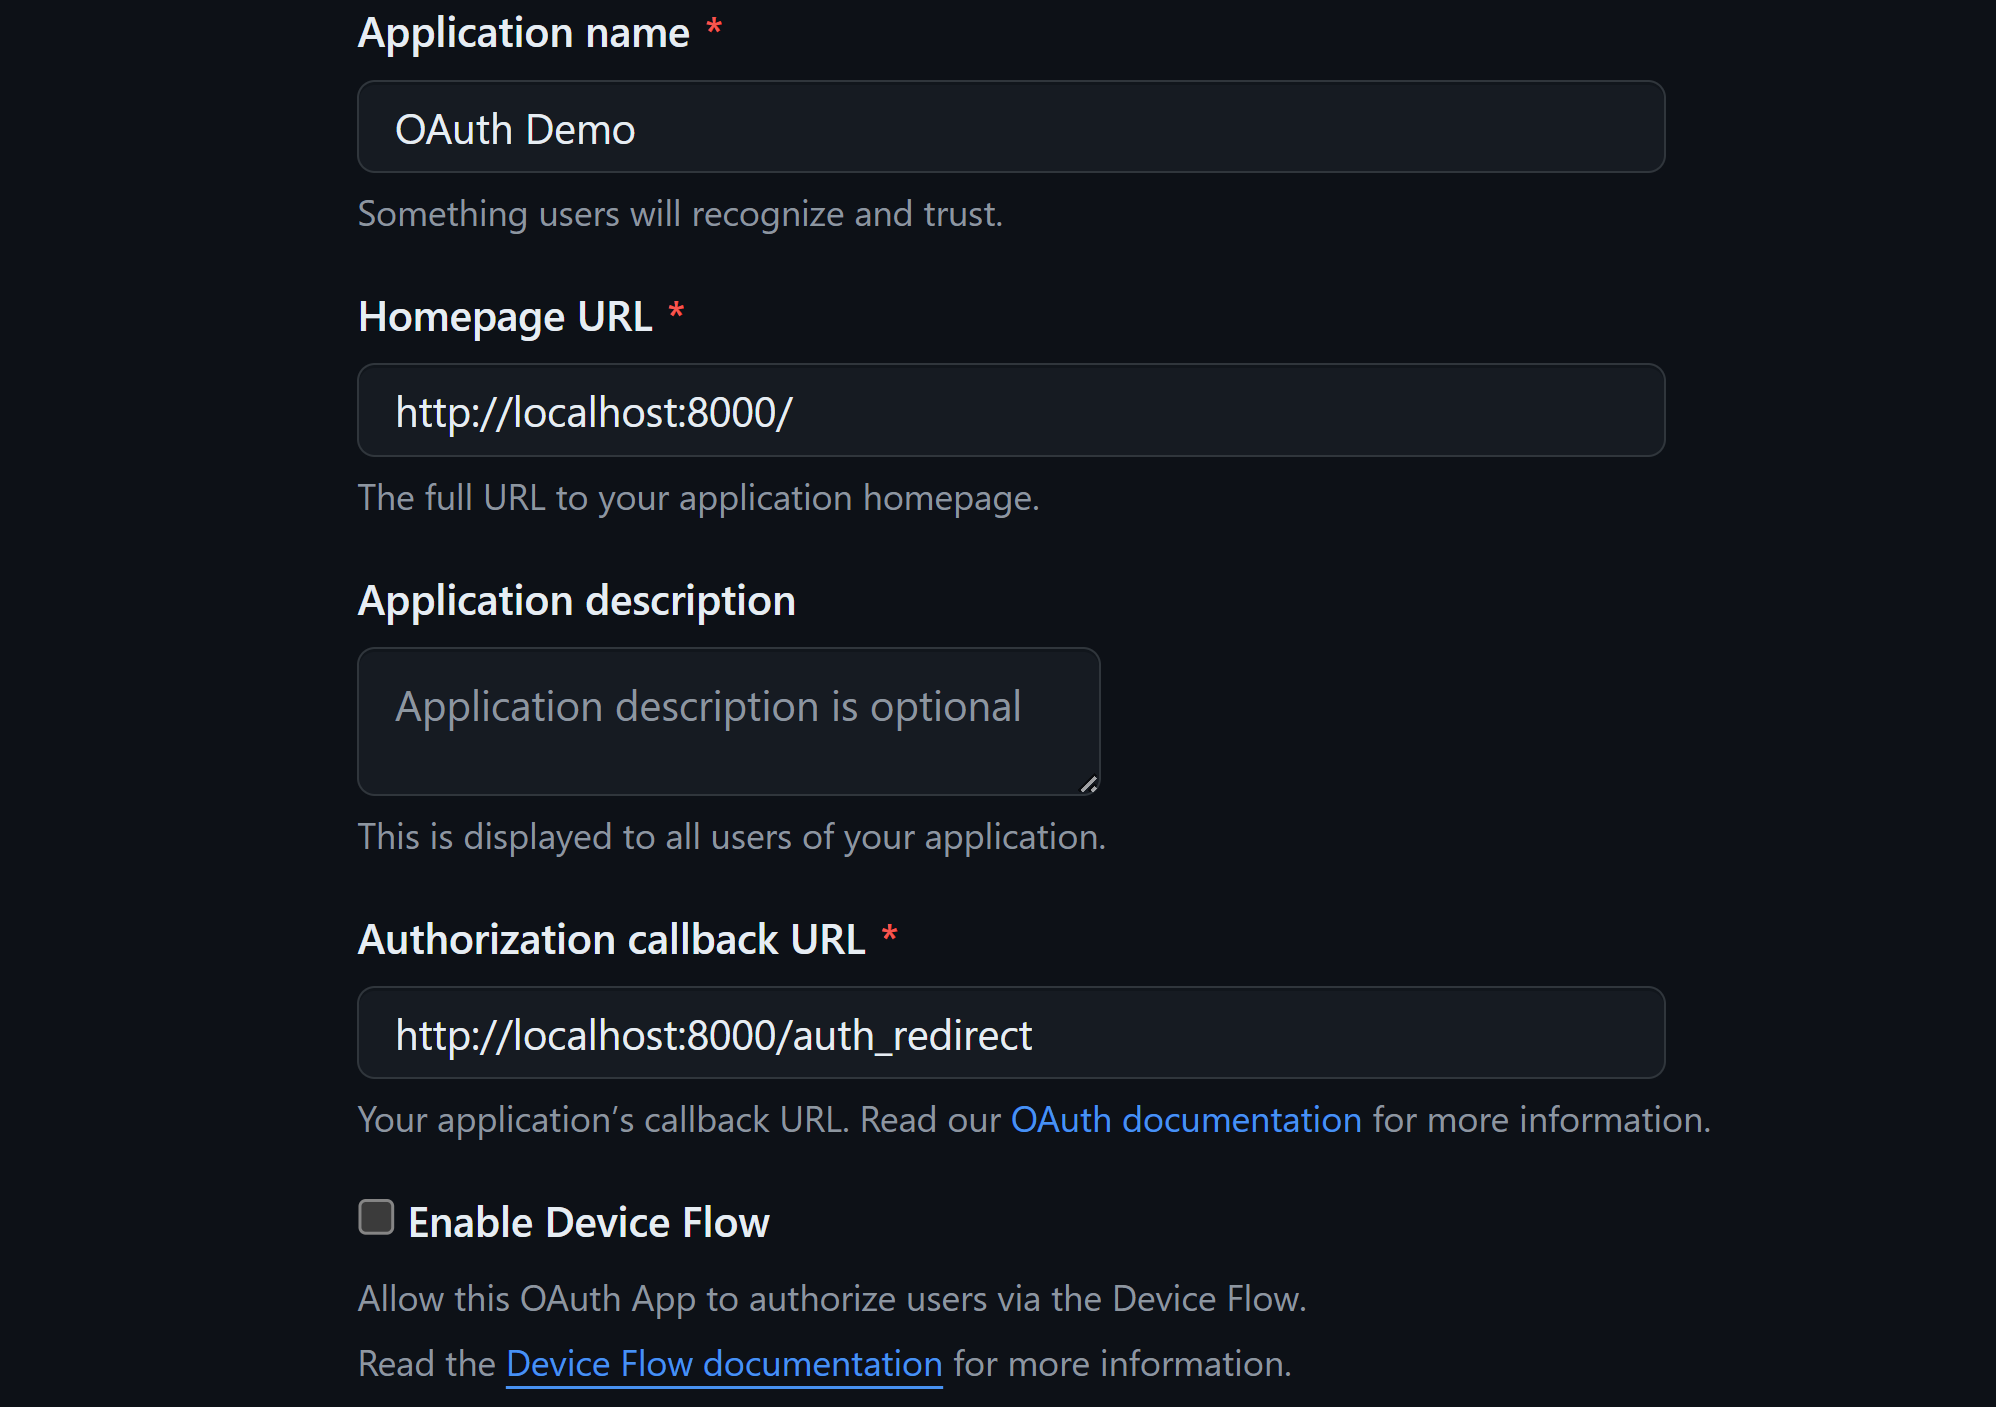 Application name *
OAuth Demo
Something users will recognize and trust.
Homepage URL *
http://localhost:8000/
The full URL to your application homepage.
Application description
Application description is optional
This is displayed to all users of your application.
Authorization callback URL *
http://localhost:8000/auth_redirect
Your application’s callback URL. Read our OAuth documentation for more information.
Enable Device Flow
Allow this OAuth App to authorize users via the Device Flow.
Read the Device Flow documentation for more information.